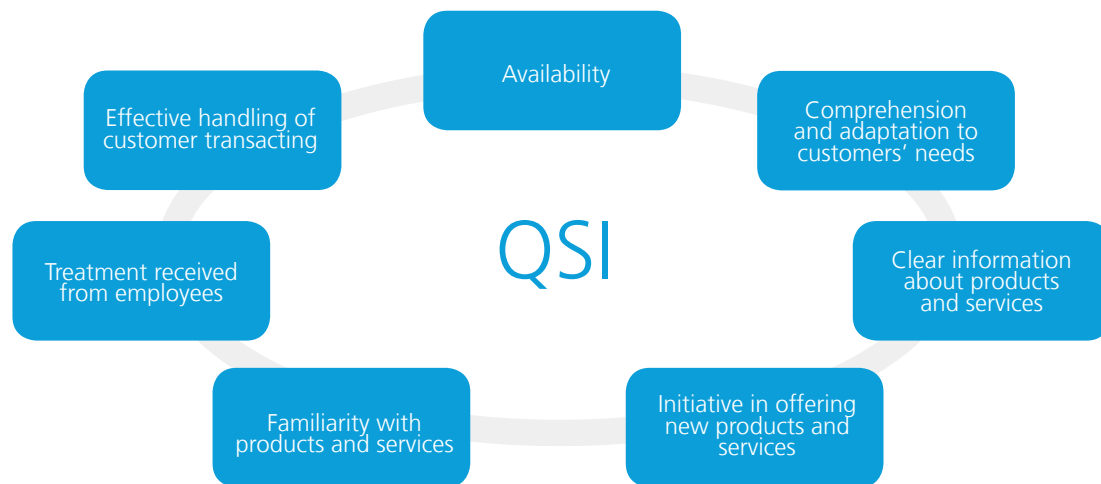 Availability
Effective handling of
customer transacting
Comprehension
and adaptation to
customers’ needs
QSI
Treatment received
from employees
Clear information
about products
and services
Familiarity with
products and services
Initiative in offering
new products and
services